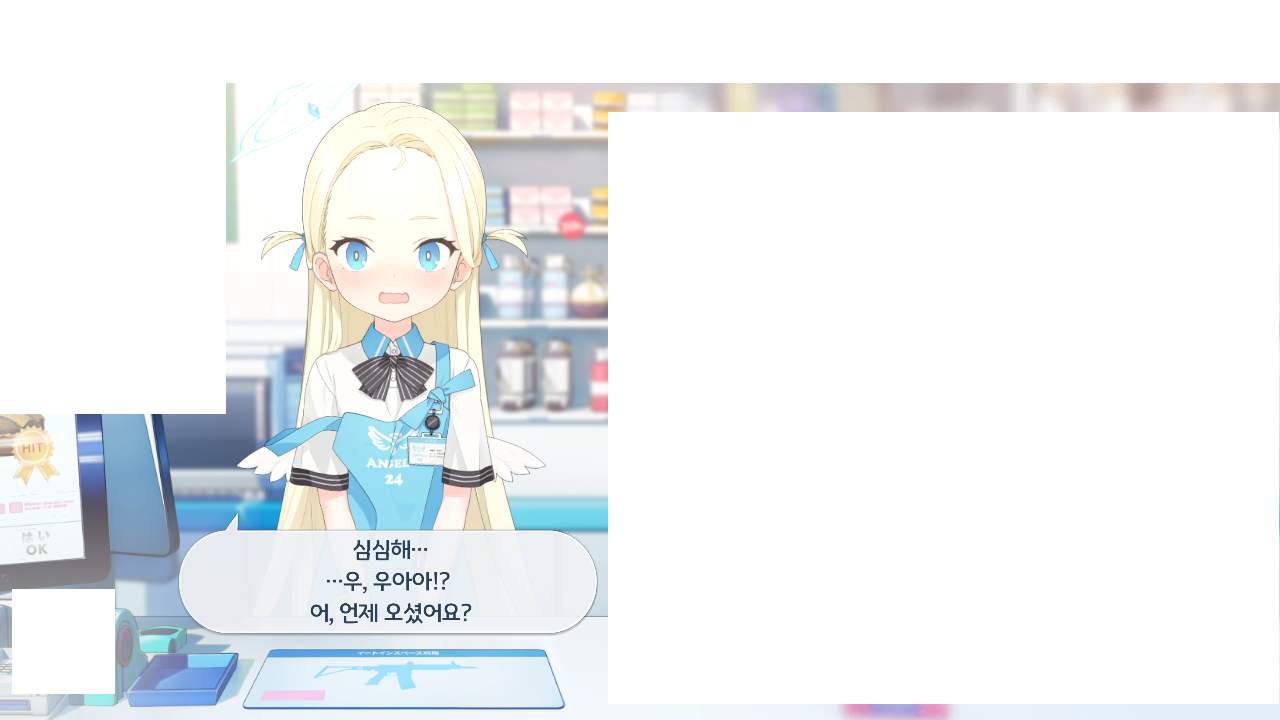 HIT
はい
OK
ANGEL
24
심심해…
…우, 우아아!?
어, 언제 오셨어요?
イートインスペース利用